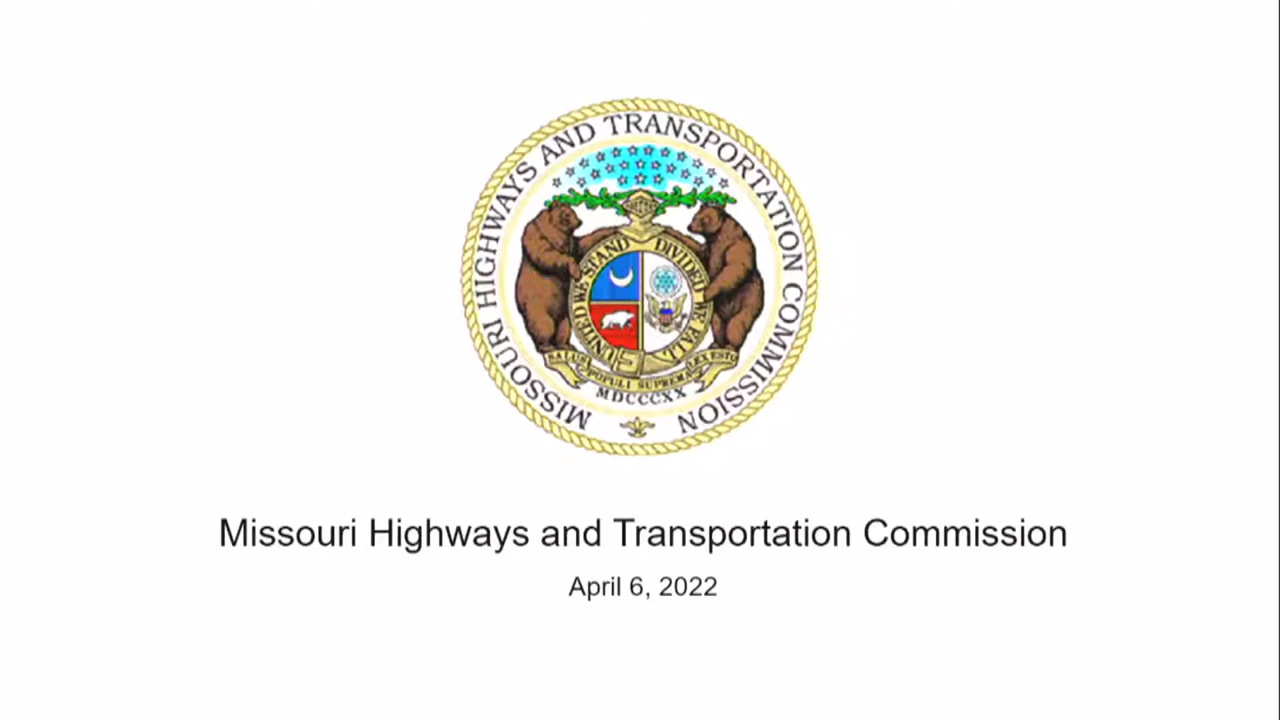 MISSOURI HIGHWAYS AND TRANSPORTATION COMMISSION
UNITED WE STAND DIVIDED WE FALL
SALUS POPULI SUPREMA LEX ESTO
MDCCCXX
Missouri Highways and Transportation Commission
April 6, 2022